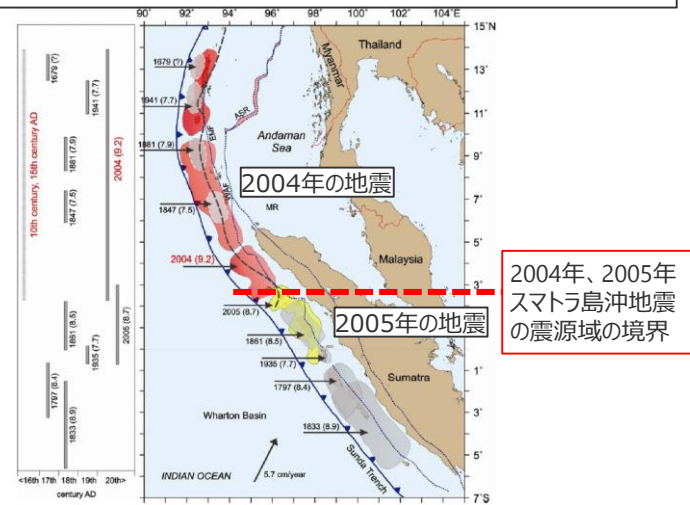 90° 92° 94° 96° 98° 100° 102° 104°E
15°N
13°
11°
9°
7°
5°
3°
1°
1°
3°
5°
7°S
Thailand
Myanmar
Andaman
Sea
ASR
EMF
WAF
MR
Malaysia
Sumatra
Wharton Basin
INDIAN OCEAN
5.7 cm/year
Sunda Trench
1679 (?)
1941 (7.7)
1881 (7.9)
1847 (7.5)
2004 (9.2)
2005 (8.7)
1861 (8.5)
1935 (7.7)
1797 (8.4)
1833 (8.9)
2004年の地震
2005年の地震
2004年、2005年
スマトラ島沖地震
の震源域の境界
10th century, 15th century AD
1679 (?)
1941 (7.7)
1881 (7.9)
1847 (7.5)
2004 (9.2)
1861 (8.5)
1935 (7.7)
2005 (8.7)
1797 (8.4)
1833 (8.9)
<16th 17th 18th 19th 20th>
century AD